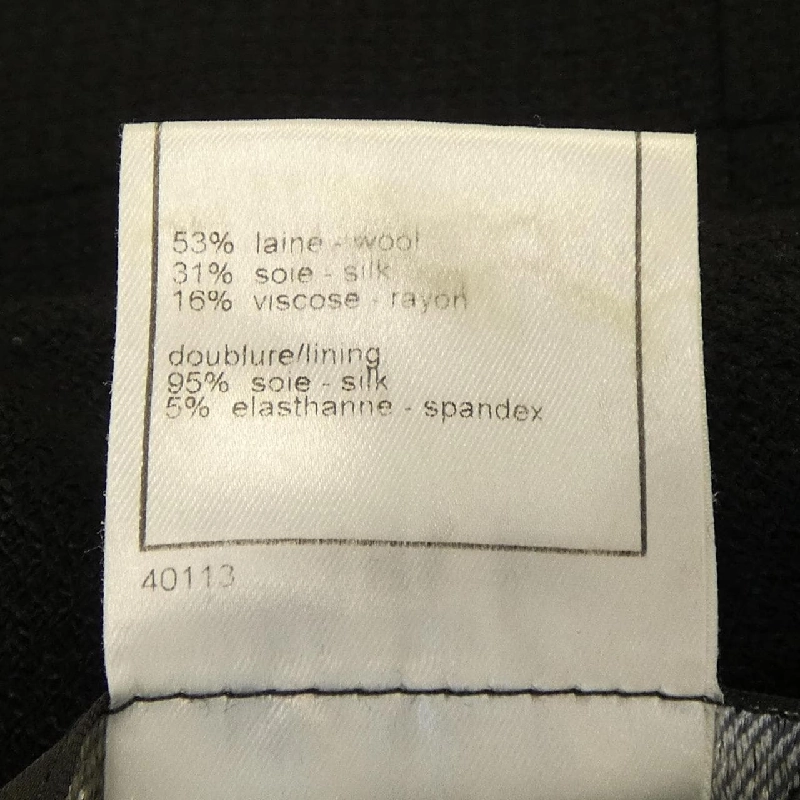 53% laine - wool
31% soie - silk
16% viscose - rayon
doublure/lining
95% soie - silk
5% elasthanne - spandex
40113